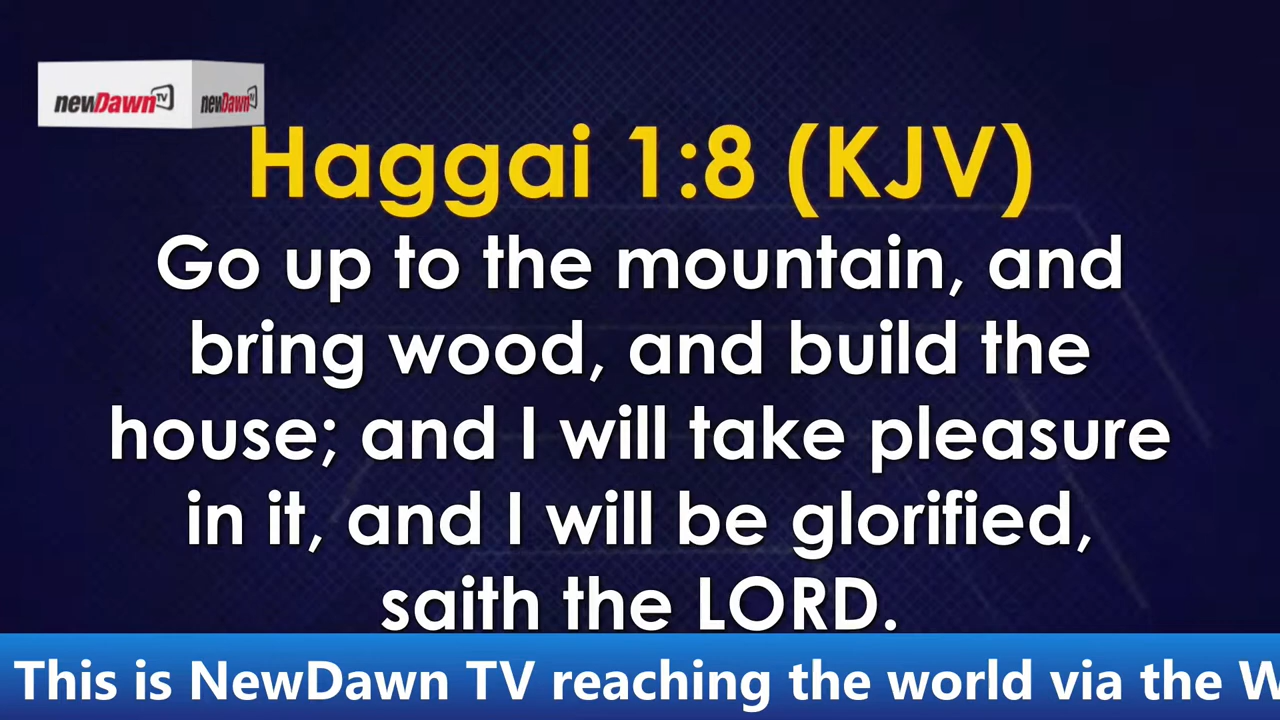 newDawn TV newDawn TV
Haggai 1:8 (KJV)
Go up to the mountain, and
bring wood, and build the
house; and I will take pleasure
in it, and I will be glorified,
saith the LORD.
This is NewDawn TV reaching the world via the W